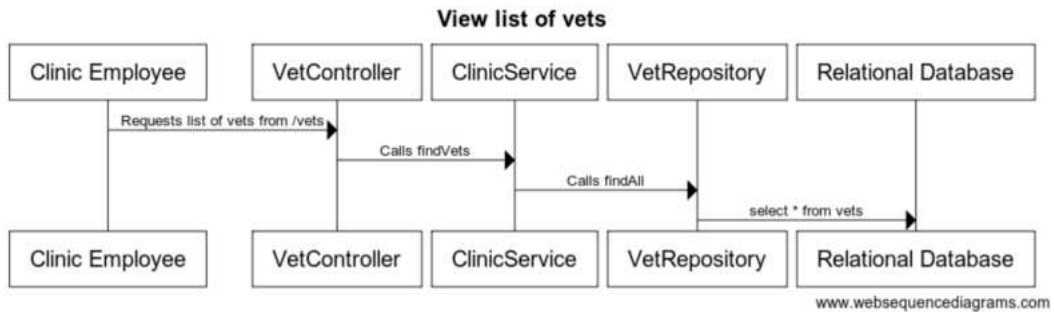 View list of vets
Clinic Employee VetController ClinicService VetRepository Relational Database
Requests list of vets from /vets
Calls findVets
Calls findAll
select * from vets
Clinic Employee VetController ClinicService VetRepository Relational Database
www.websequencediagrams.com